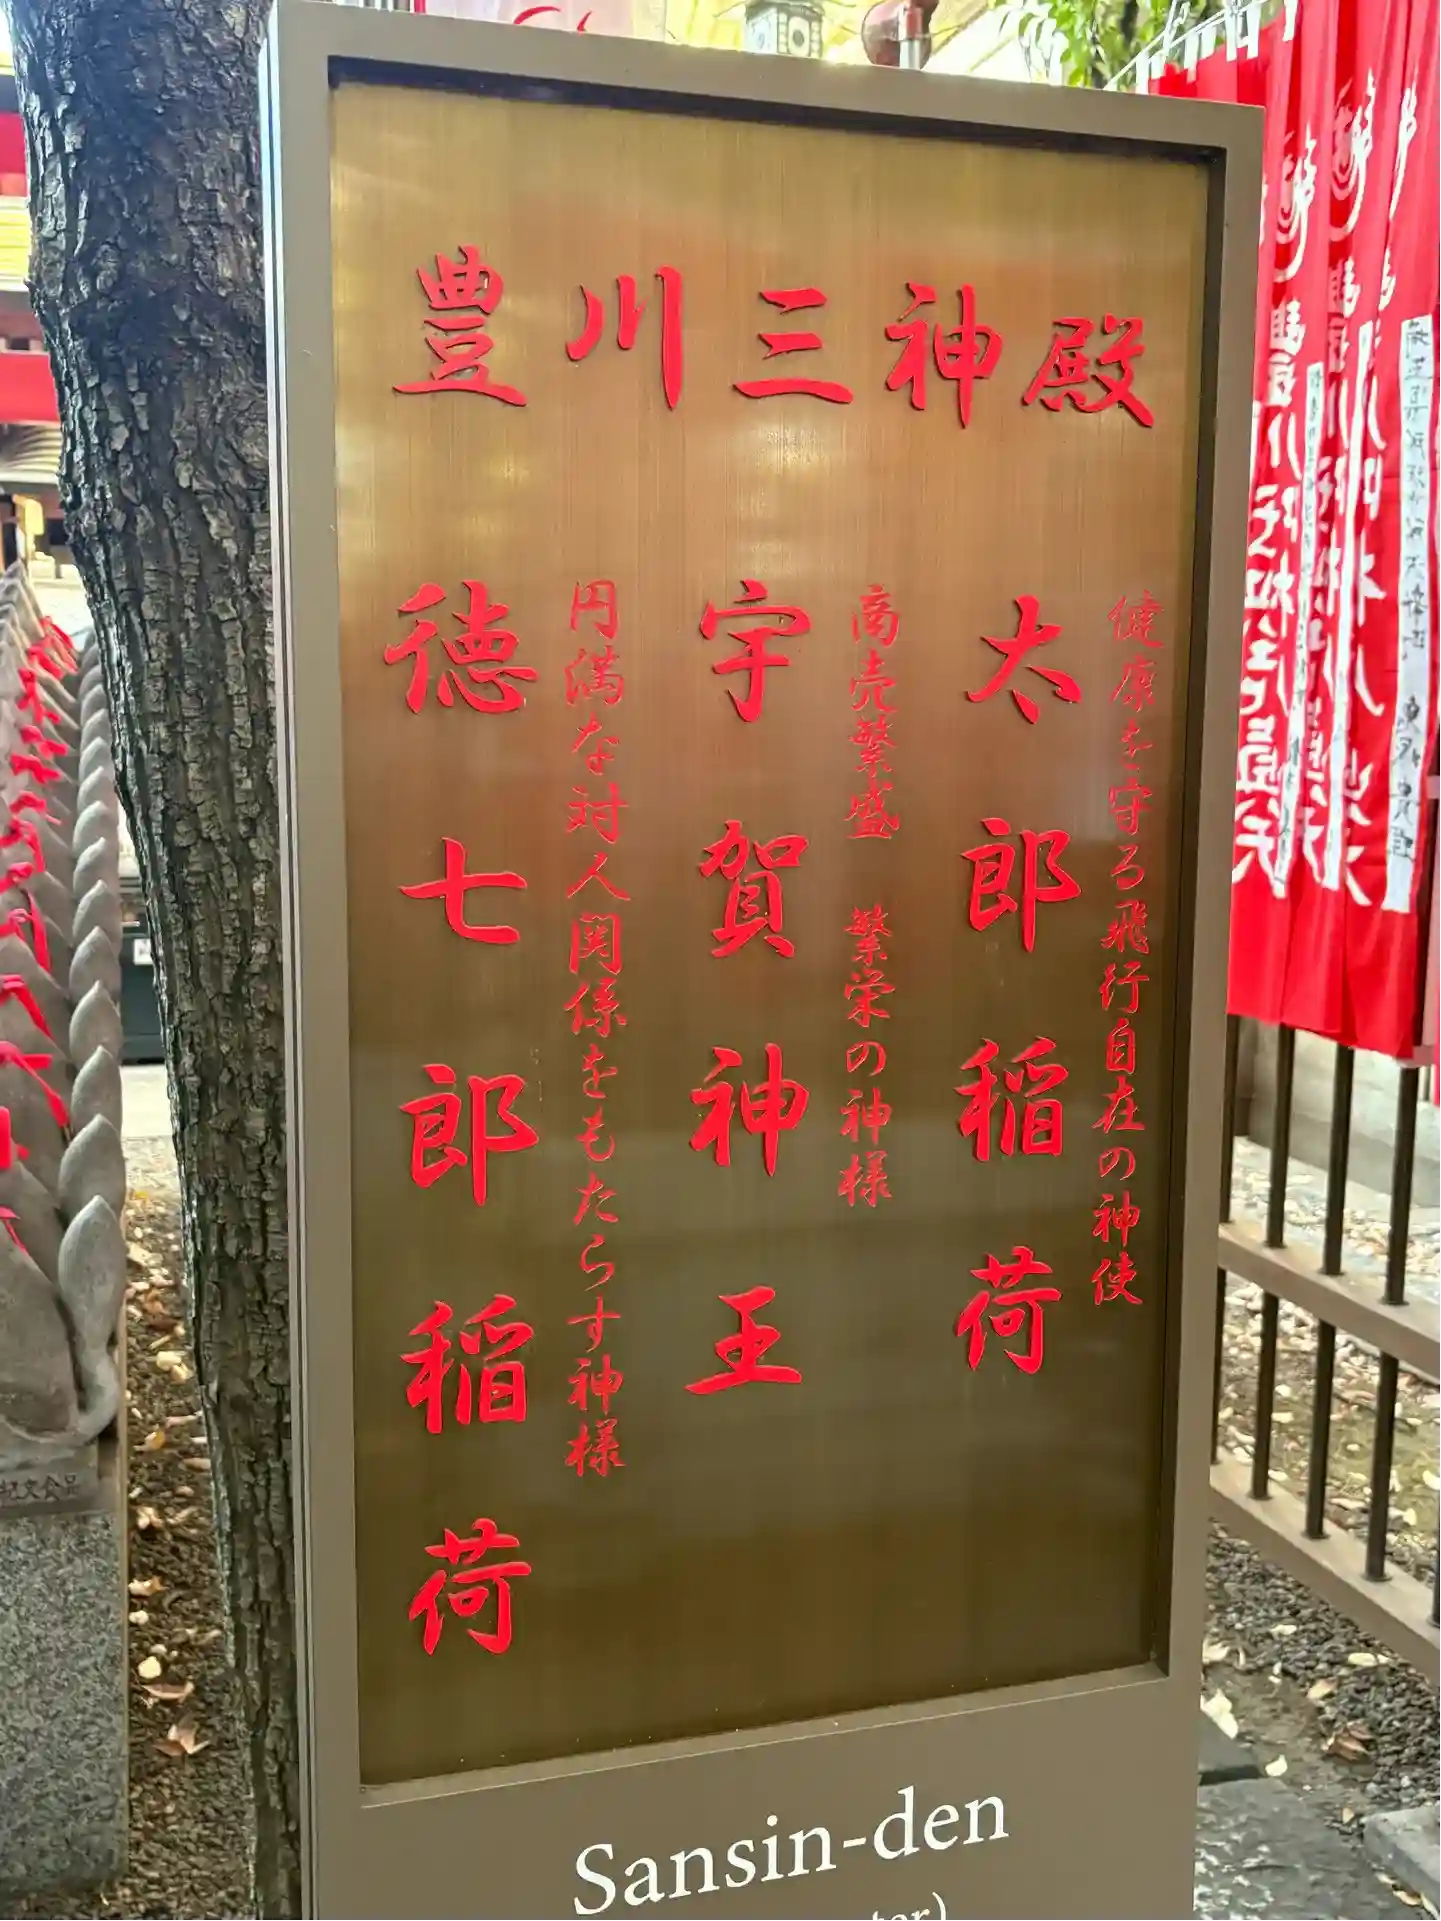 豊川三神殿
健康を守る飛行自在の神使
太郎稲荷
商売繁盛 繁栄の神様
宇賀神王
円満な対人関係をもたらす神様
徳七郎稲荷
Sansin-den